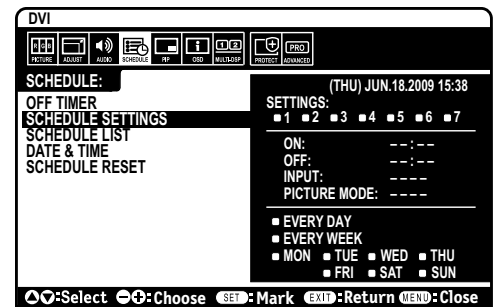 DVI
RGB
PICTURE ADJUST AUDIO SCHEDULE PIP OSD MULTI-DSP PROTECT ADVANCED
1 2
PRO
SCHEDULE:
OFF TIMER
SCHEDULE SETTINGS
SCHEDULE LIST
DATE & TIME
SCHEDULE RESET
(THU) JUN.18.2009 15:38
SETTINGS:
1 2 3 4 5 6 7
ON: --:--
OFF: --:--
INPUT: ----
PICTURE MODE: ----
EVERY DAY
EVERY WEEK
MON TUE WED THU
FRI SAT SUN
:Select :Choose SET:Mark EXIT:Return MENU:Close